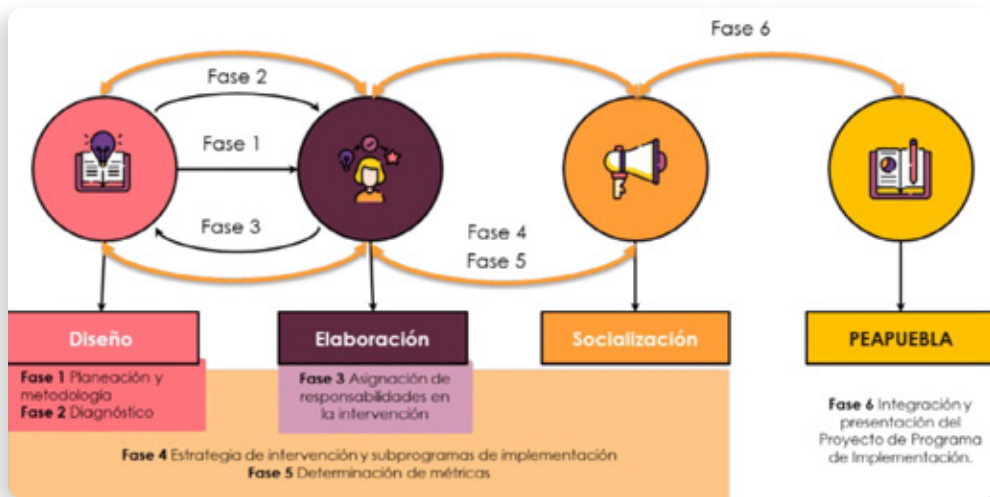 Fase 6
Fase 2
Fase 1
Fase 3
Fase 4
Fase 5
Diseño
Elaboración
Socialización
PEAPUEBLA
Fase 1 Planeación y
metodología
Fase 2 Diagnóstico
Fase 3 Asignación de
responsabilidades en
la intervención
Fase 4 Estrategia de intervención y subprogramas de implementación
Fase 5 Determinación de métricas
Fase 6 Integración y
presentación del
Proyecto de Programa
de Implementación.